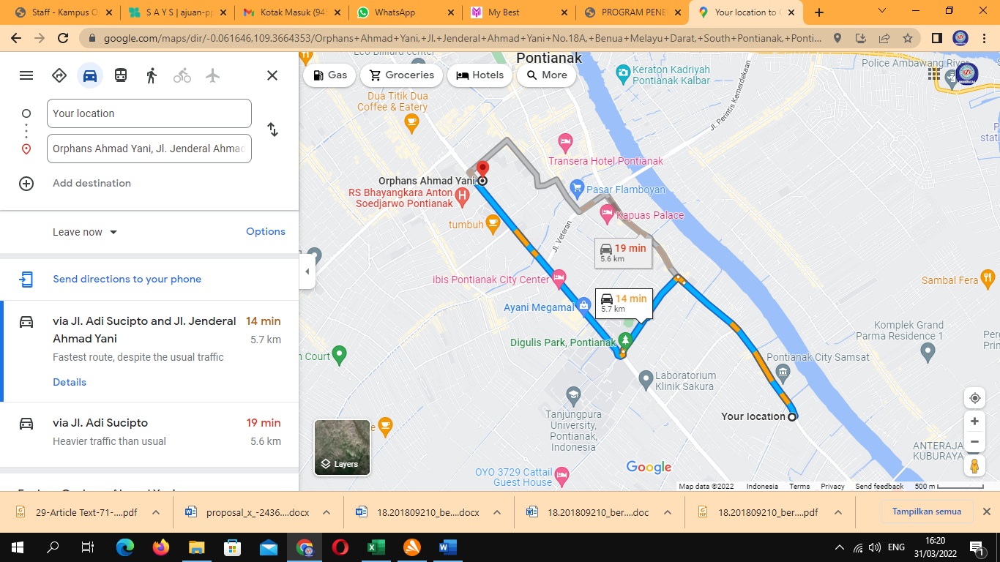 Staff - Kampus O
S A Y S | ajuan-pp
Kotak Masuk (945
WhatsApp
My Best
PROGRAM PENE
Your location to O
google.com/maps/dir/-0.061646,109.3664353/Orphans+Ahmad+Yani,+Jl.+Jenderal+Ahmad+Yani+No.18A,+Benua+Melayu+Darat,+South+Pontianak,+Ponti...
Your location
Orphans Ahmad Yani, Jl. Jenderal Ahmad
Add destination
Leave now
Options
Send directions to your phone
via Jl. Adi Sucipto and Jl. Jenderal
Ahmad Yani
14 min
5.7 km
Fastest route, despite the usual traffic
Details
via Jl. Adi Sucipto
19 min
Heavier traffic than usual
5.6 km
Gas
Groceries
Hotels
More
Pontianak
Police Ambawang River
Keraton Kadriyah
Pontianak Kalbar
Jl. Perintis Kemerdekaan
Dua Titik Dua
Coffee & Eatery
Transera Hotel Pontianak
Orphans Ahmad Yani
RS Bhayangkara Anton
Soedjarwo Pontianak
Pasar Flamboyan
Kapuas Palace
tumbuh
Jl. Veteran
19 min
5.6 km
ibis Pontianak City Center
14 min
5.7 km
Ayani Megamal
Sambal Fera
Digulis Park, Pontianak
Komplek Grand
Parma Residence 1
Pontianak City Samsat
n Court
Laboratorium
Klinik Sakura
Tanjungpura
University,
Pontianak,
Indonesia
Your location
ANTERAJA
KUBURAYA
OYO 3729 Cattail
Guest House
Layers
Google
Map data ©2022
Indonesia
Terms
Privacy
Send feedback
500 m
29-Article Text-71-....pdf
proposal_x_-2436....docx
18.201809210_be....docx
18.201809210_ber....doc
18.201809210_ber....pdf
Tampilkan semua
ENG
16:20
31/03/2022
1